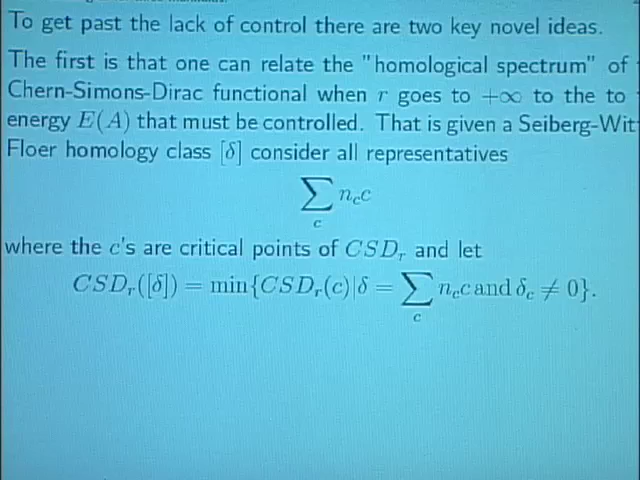 To get past the lack of control there are two key novel ideas.
The first is that one can relate the "homological spectrum" of
Chern-Simons-Dirac functional when r goes to +∞ to the to
energy E(A) that must be controlled. That is given a Seiberg-Wit
Floer homology class [δ] consider all representatives
∑_c n_c c
where the c's are critical points of CSD_r and let
CSD_r([δ]) = min{CSD_r(c)|δ = ∑_c n_c c and δ_c ≠ 0}.